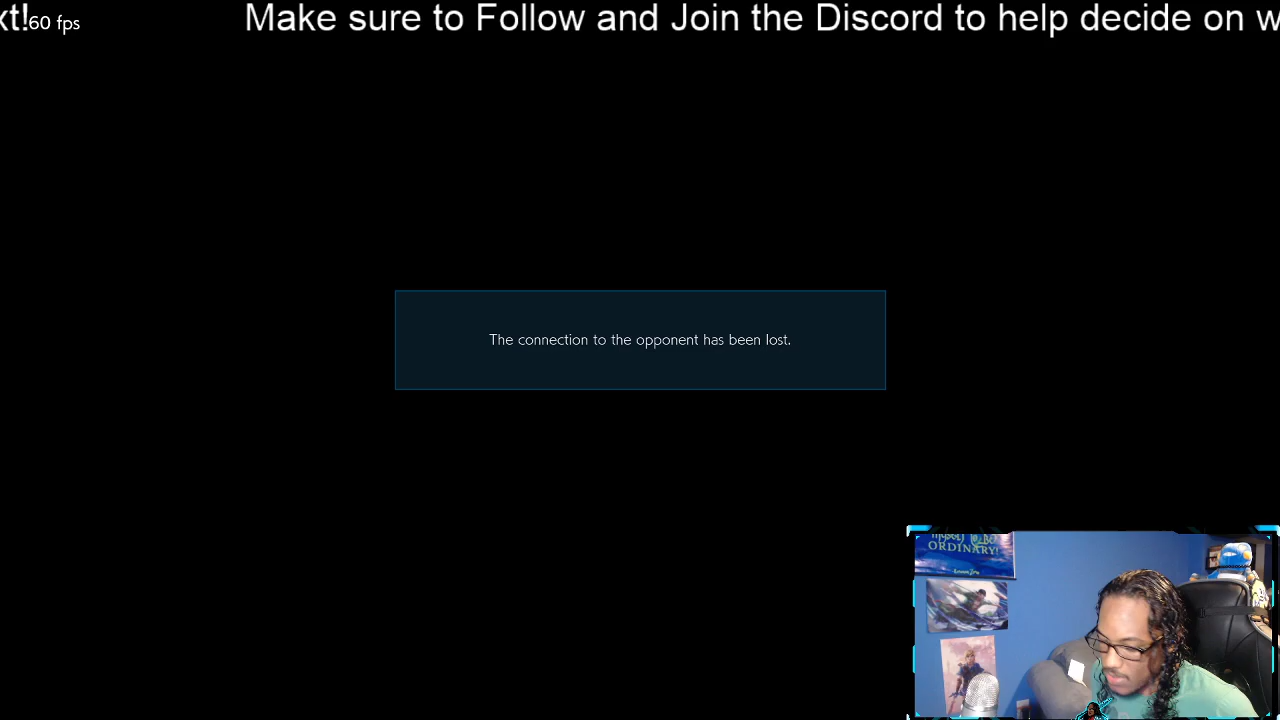 xt!
60 fps
Make sure to Follow and Join the Discord to help decide on w
The connection to the opponent has been lost.
ORDINARY!